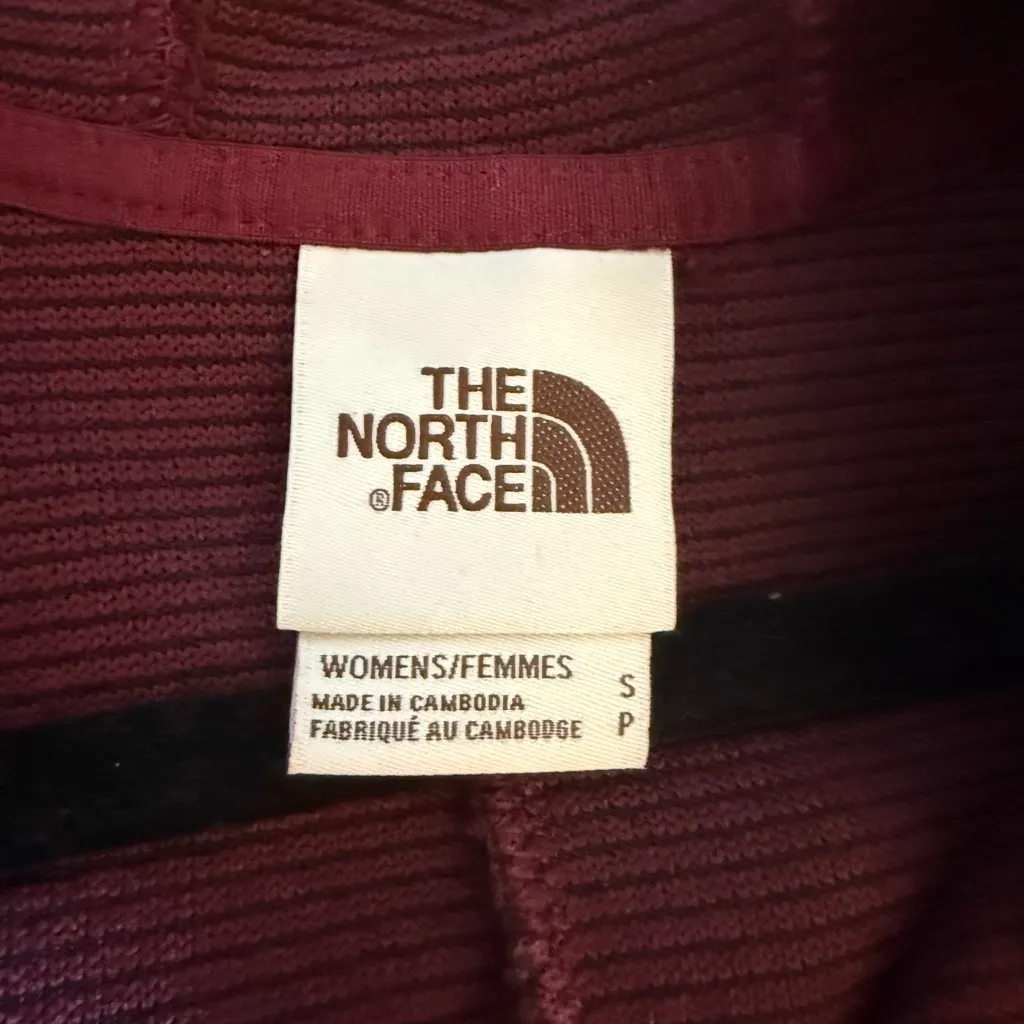 THE
NORTH
®FACE
WOMENS/FEMMES
MADE IN CAMBODIA
FABRIQUÉ AU CAMBODGE
S
P